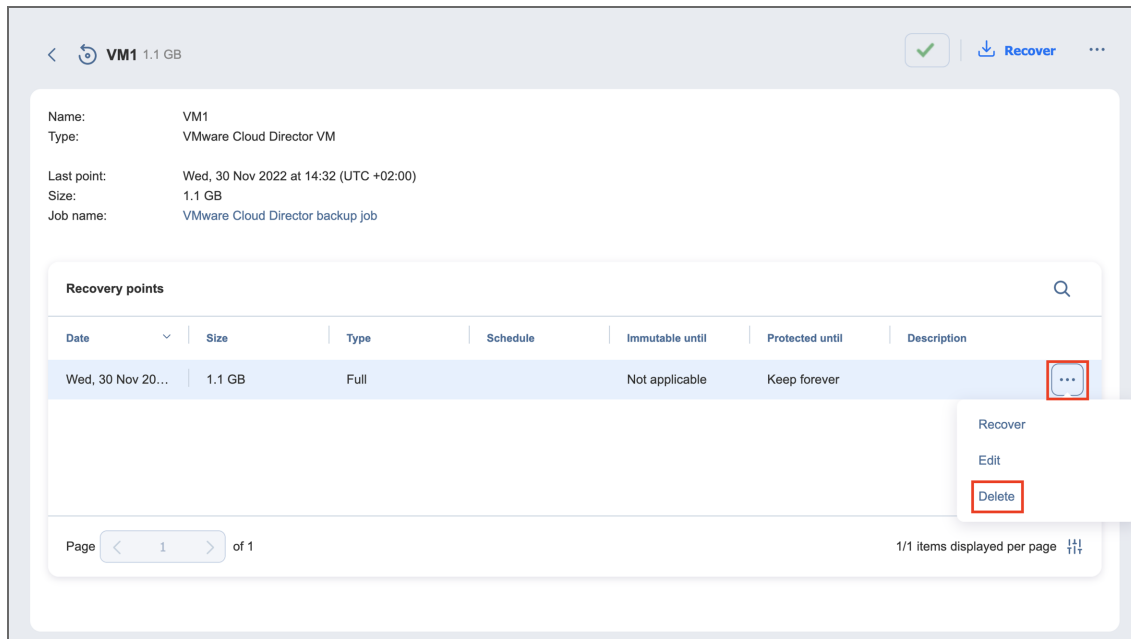 VM1 1.1 GB
Recover
Name: VM1
Type: VMware Cloud Director VM
Last point: Wed, 30 Nov 2022 at 14:32 (UTC +02:00)
Size: 1.1 GB
Job name: VMware Cloud Director backup job
Recovery points
Date Size Type Schedule Immutable until Protected until Description
Wed, 30 Nov 20... 1.1 GB Full Not applicable Keep forever ...
Recover
Edit
Delete
Page 1 of 1 1/1 items displayed per page